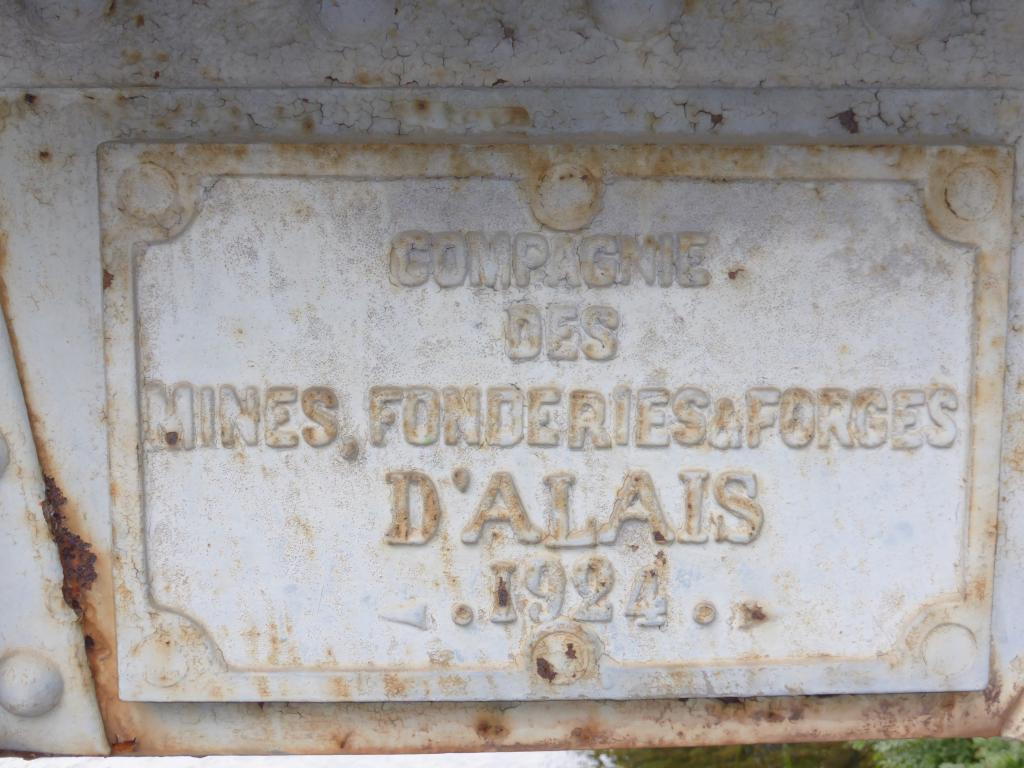 COMPAGNIE
DES
MINES, FONDERIES & FORGES
D'ALAIS
. 1924 .